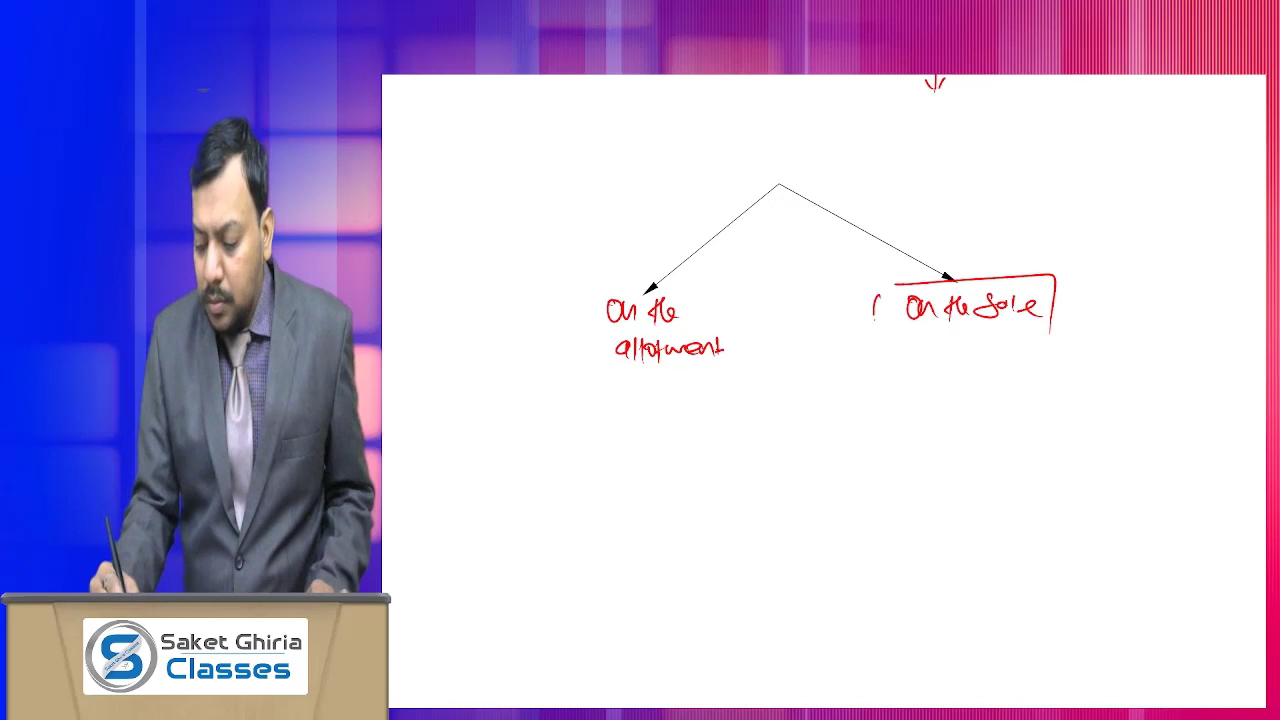 On the
allotment
On the Sale
Saket Ghiria
Classes